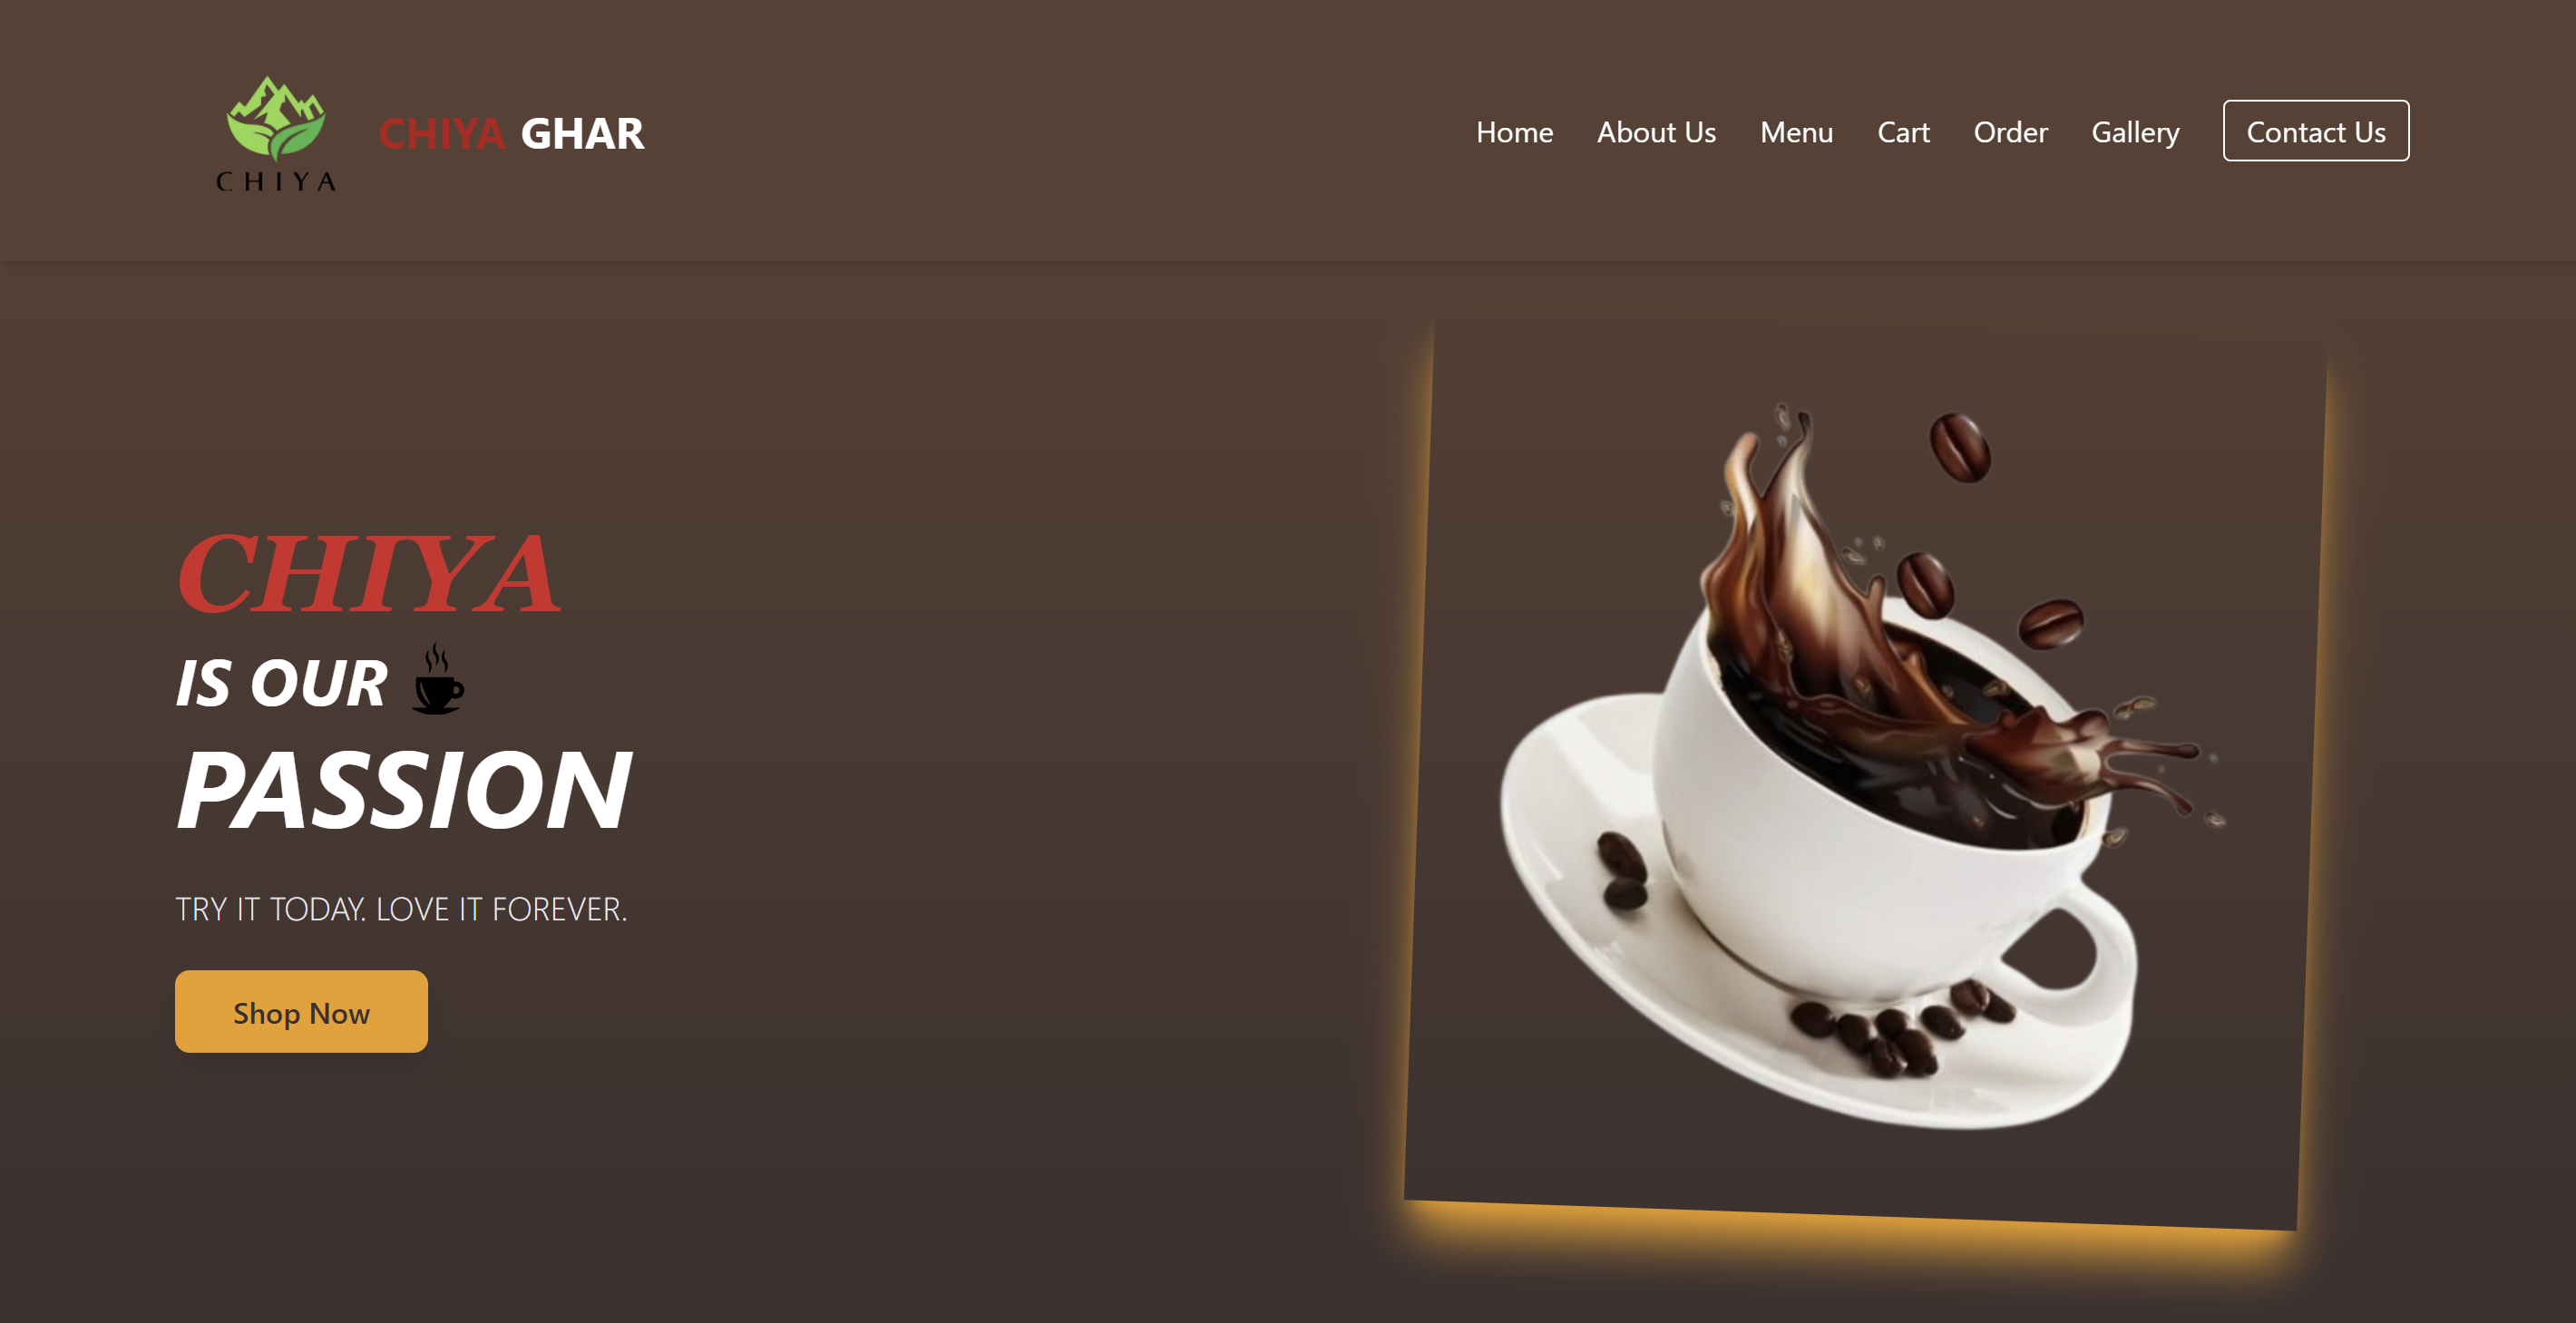 CHIYA
CHIYA GHAR
Home About Us Menu Cart Order Gallery Contact Us
CHIYA
IS OUR
PASSION
TRY IT TODAY. LOVE IT FOREVER.
Shop Now